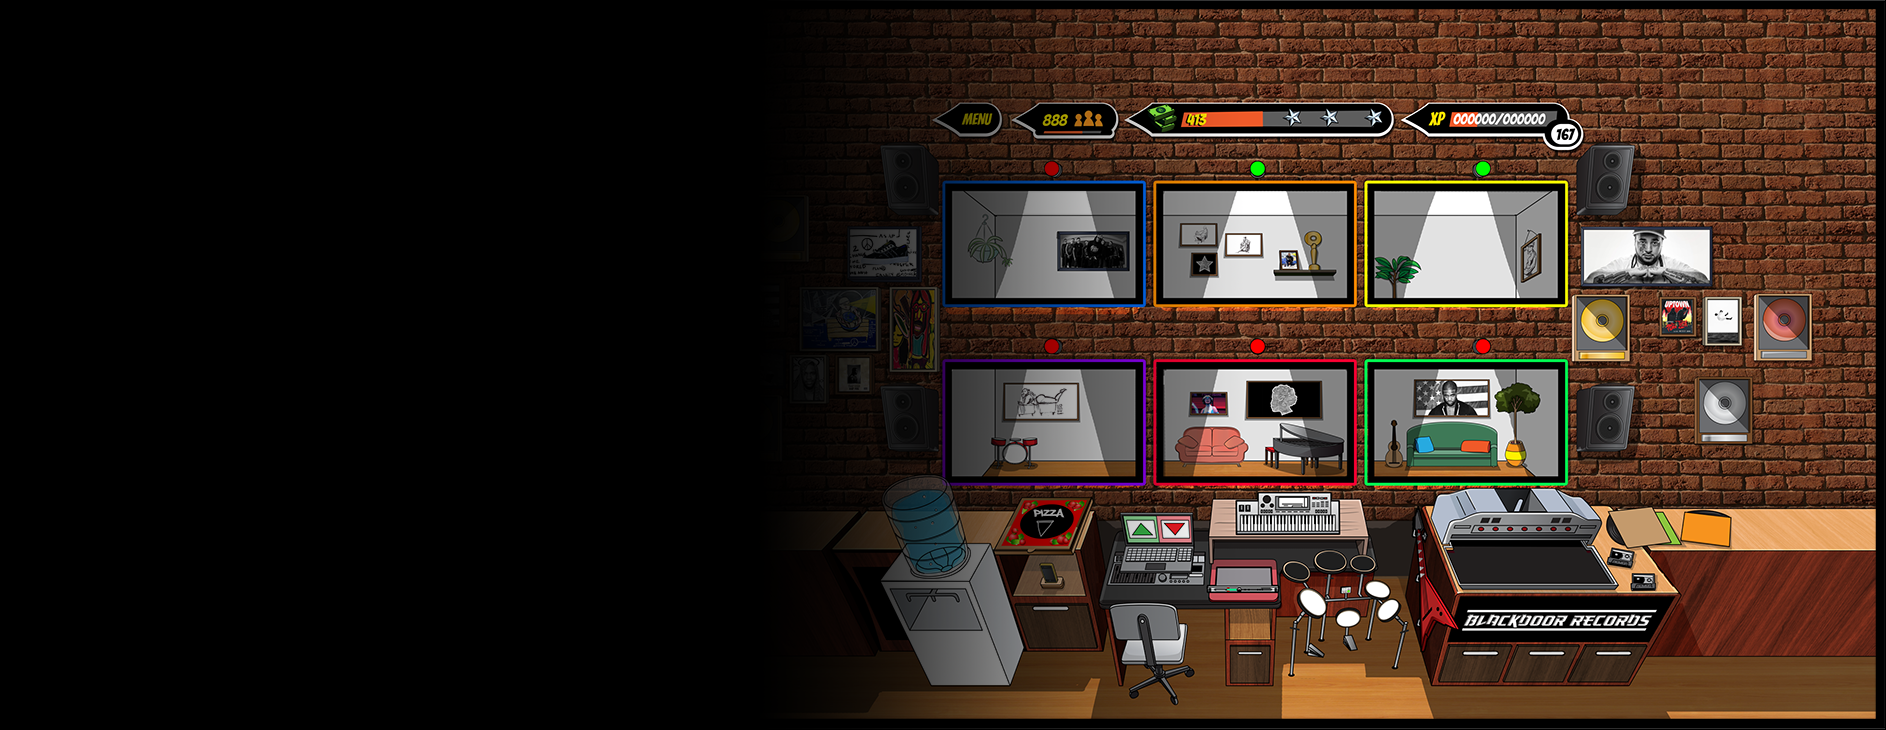 MENU
888
413
XP 000000/000000
167
UPTOWN
PIZZA
BLACKDOOR RECORDS